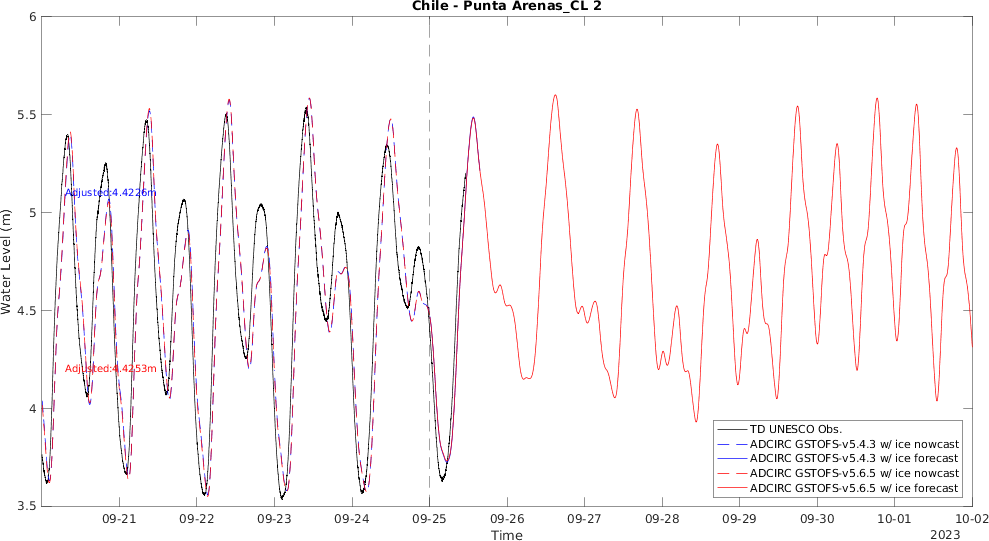 Chile - Punta Arenas_CL 2
6
5.5
5
4.5
4
3.5
Water Level (m)
Adjusted:4.4226m
Adjusted:4.4253m
TD UNESCO Obs.
ADCIRC GSTOFS-v5.4.3 w/ ice nowcast
ADCIRC GSTOFS-v5.4.3 w/ ice forecast
ADCIRC GSTOFS-v5.6.5 w/ ice nowcast
ADCIRC GSTOFS-v5.6.5 w/ ice forecast
09-21 09-22 09-23 09-24 09-25 09-26 09-27 09-28 09-29 09-30 10-01 10-02
Time
2023